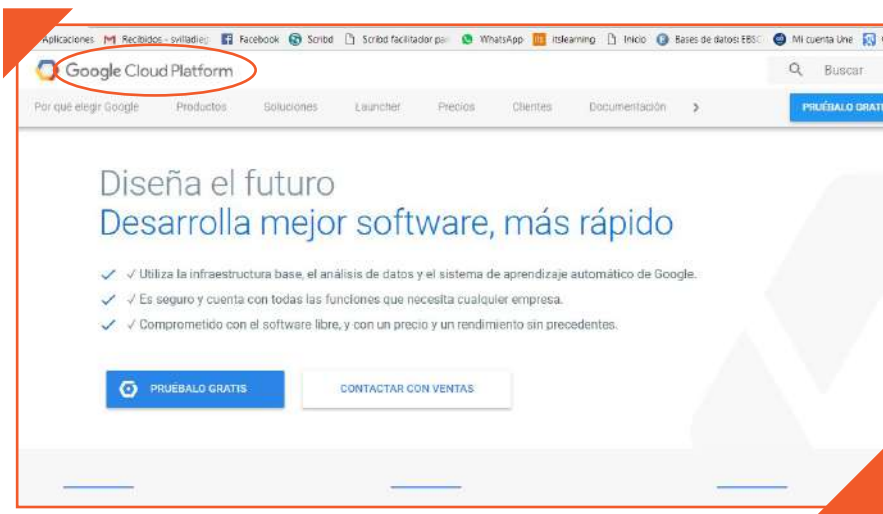 Aplicaciones Recibidos - svilladieg Facebook Scribd Scribd facilitador par WhatsApp its itslearning Inicio Bases de datos: EBSC Mi cuenta Une
Google Cloud Platform Buscar
Por qué elegir Google Productos Soluciones Launcher Precios Clientes Documentación > PRUÉBALO GRATI
Diseña el futuro
Desarrolla mejor software, más rápido
✓ ✓ Utiliza la infraestructura base, el análisis de datos y el sistema de aprendizaje automático de Google.
✓ ✓ Es seguro y cuenta con todas las funciones que necesita cualquier empresa.
✓ ✓ Comprometido con el software libre, y con un precio y un rendimiento sin precedentes.
PRUÉBALO GRATIS CONTACTAR CON VENTAS